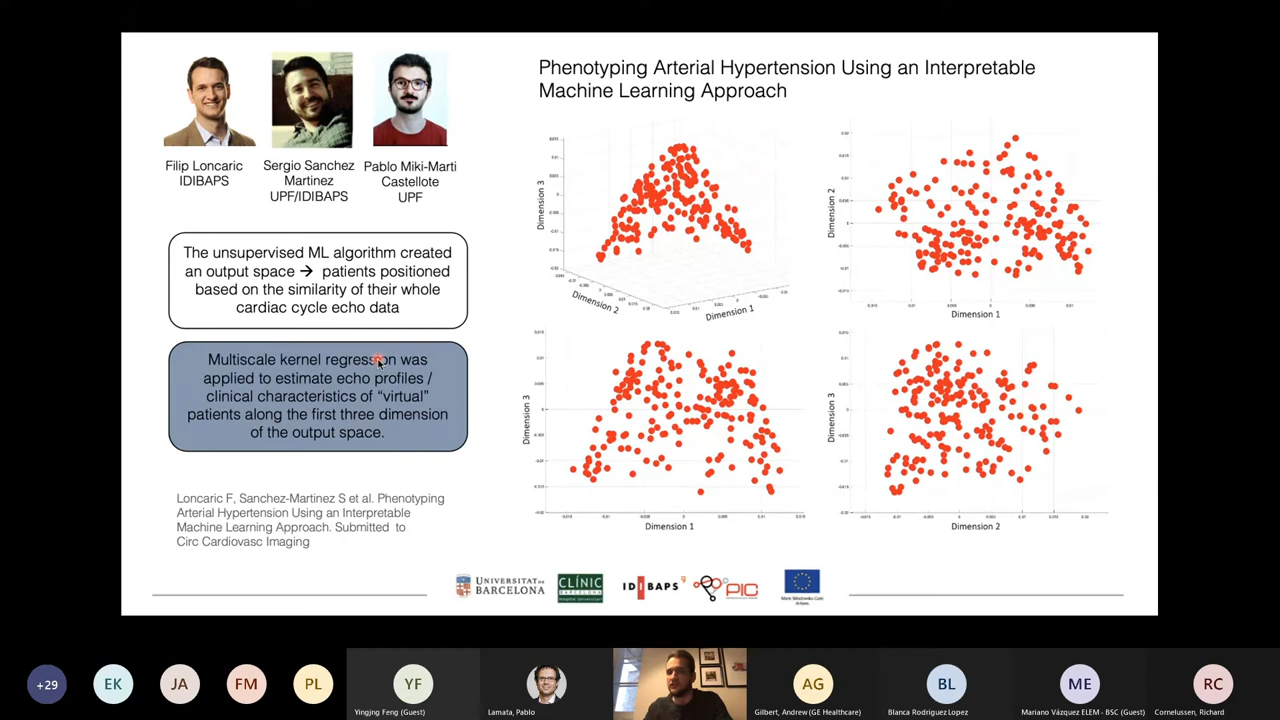 Phenotyping Arterial Hypertension Using an Interpretable
Machine Learning Approach
Filip Loncaric
IDIBAPS
Sergio Sanchez
Martinez
UPF/IDIBAPS
Pablo Miki-Marti
Castellote
UPF
The unsupervised ML algorithm created
an output space → patients positioned
based on the similarity of their whole
cardiac cycle echo data
Multiscale kernel regression was
applied to estimate echo profiles /
clinical characteristics of “virtual”
patients along the first three dimension
of the output space.
Loncaric F, Sanchez-Martinez S et al. Phenotyping
Arterial Hypertension Using an Interpretable
Machine Learning Approach. Submitted to
Circ Cardiovasc Imaging
Dimension 3
Dimension 2
Dimension 1
Dimension 2
Dimension 1
Dimension 3
Dimension 1
Dimension 3
Dimension 2
UNIVERSITAT DE
BARCELONA
CLÍNIC
BARCELONA
Hospital Universitari
IDIBAPS
PIC
+29
EK
JA
FM
PL
YF
Yingjng Feng (Guest)
Lamata, Pablo
AG
Gilbert, Andrew (GE Healthcare)
BL
Blanca Rodriguez Lopez
ME
Mariano Vázquez ELEM - BSC (Guest)
RC
Cornelussen, Richard